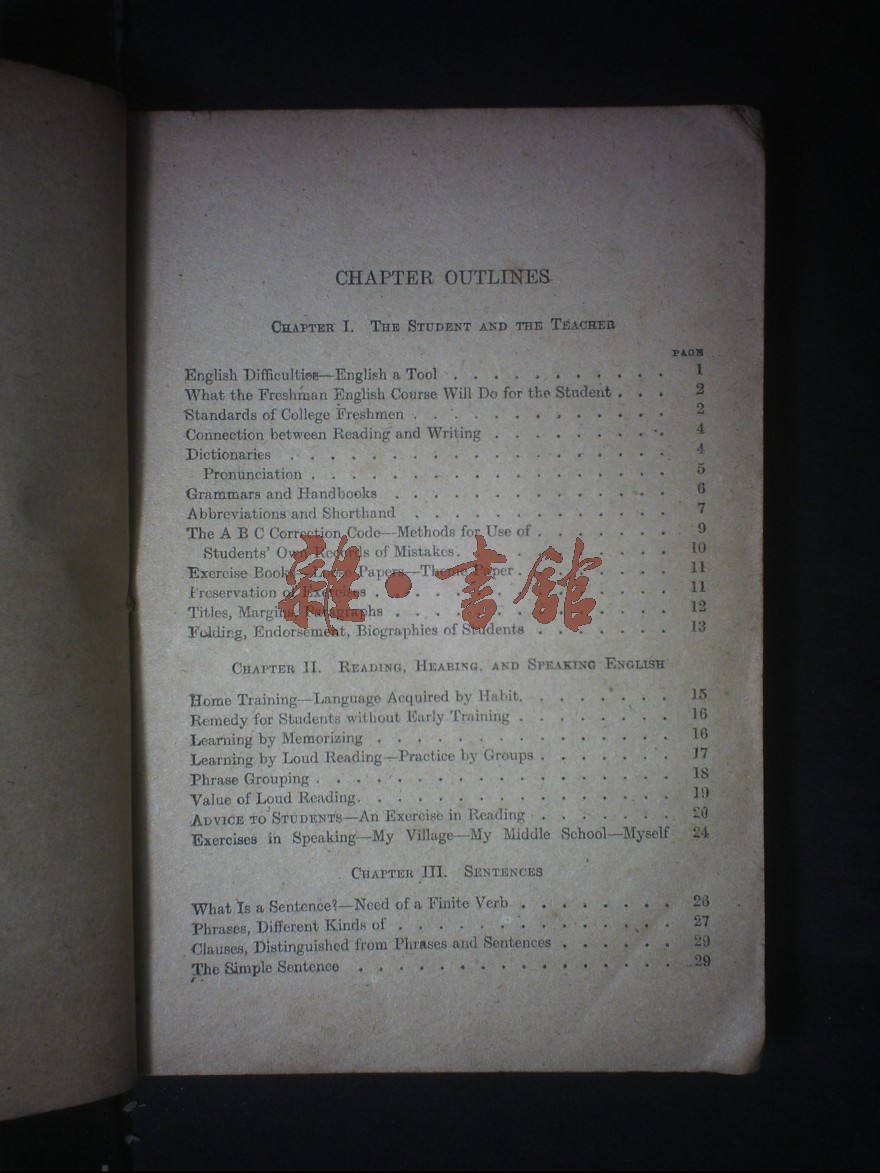 CHAPTER OUTLINES
CHAPTER I. THE STUDENT AND THE TEACHER
PAGE
English Difficulties—English a Tool . . . . . . . . . . . 1
What the Freshman English Course Will Do for the Student . . . 2
Standards of College Freshmen . . . . . . . . . . . . . 2
Connection between Reading and Writing . . . . . . . . . 4
Dictionaries . . . . . . . . . . . . . . . . . . . 4
Pronunciation . . . . . . . . . . . . . . . . . . 5
Grammars and Handbooks . . . . . . . . . . . . . . 6
Abbreviations and Shorthand . . . . . . . . . . . . . 7
The A B C Correction Code—Methods for Use of . . . . . . . 9
Students' Own Records of Mistakes . . . . . . . . . . . 10
Exercise Books—Loose Papers—Theme Paper . . . . . . . . 11
Preservation of Exercises . . . . . . . . . . . . . . . 11
Titles, Margins, Paragraphs . . . . . . . . . . . . . . 12
Folding, Endorsement, Biographies of Students . . . . . . . 13
雜·書館
CHAPTER II. READING, HEARING, AND SPEAKING ENGLISH
Home Training—Language Acquired by Habit. . . . . . . . 15
Remedy for Students without Early Training . . . . . . . . 16
Learning by Memorizing . . . . . . . . . . . . . . . 16
Learning by Loud Reading—Practice by Groups . . . . . . . 17
Phrase Grouping . . . . . . . . . . . . . . . . . . 18
Value of Loud Reading. . . . . . . . . . . . . . . . 19
ADVICE TO STUDENTS—An Exercise in Reading . . . . . . . 20
Exercises in Speaking—My Village—My Middle School—Myself 24
CHAPTER III. SENTENCES
What Is a Sentence?—Need of a Finite Verb . . . . . . . . 26
Phrases, Different Kinds of . . . . . . . . . . . . . . 27
Clauses, Distinguished from Phrases and Sentences . . . . . . 29
The Simple Sentence . . . . . . . . . . . . . . . . 29